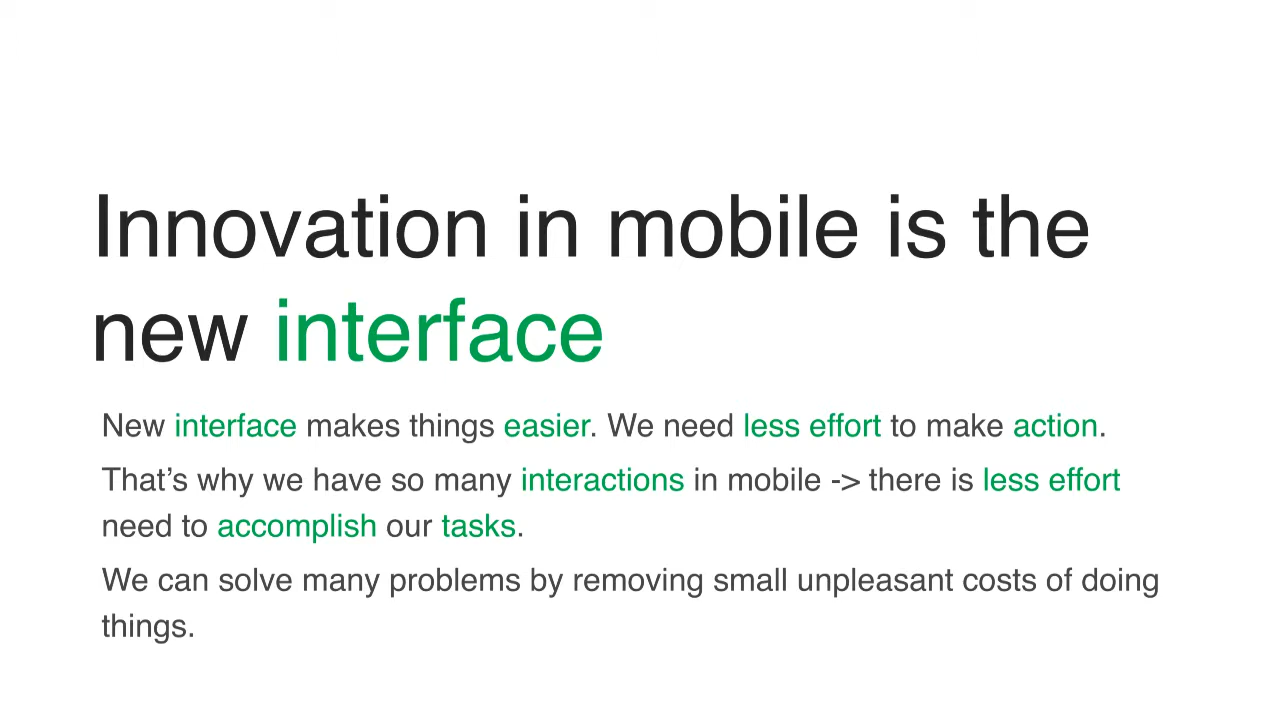 Innovation in mobile is the
new interface
New interface makes things easier. We need less effort to make action.
That’s why we have so many interactions in mobile -> there is less effort
need to accomplish our tasks.
We can solve many problems by removing small unpleasant costs of doing
things.